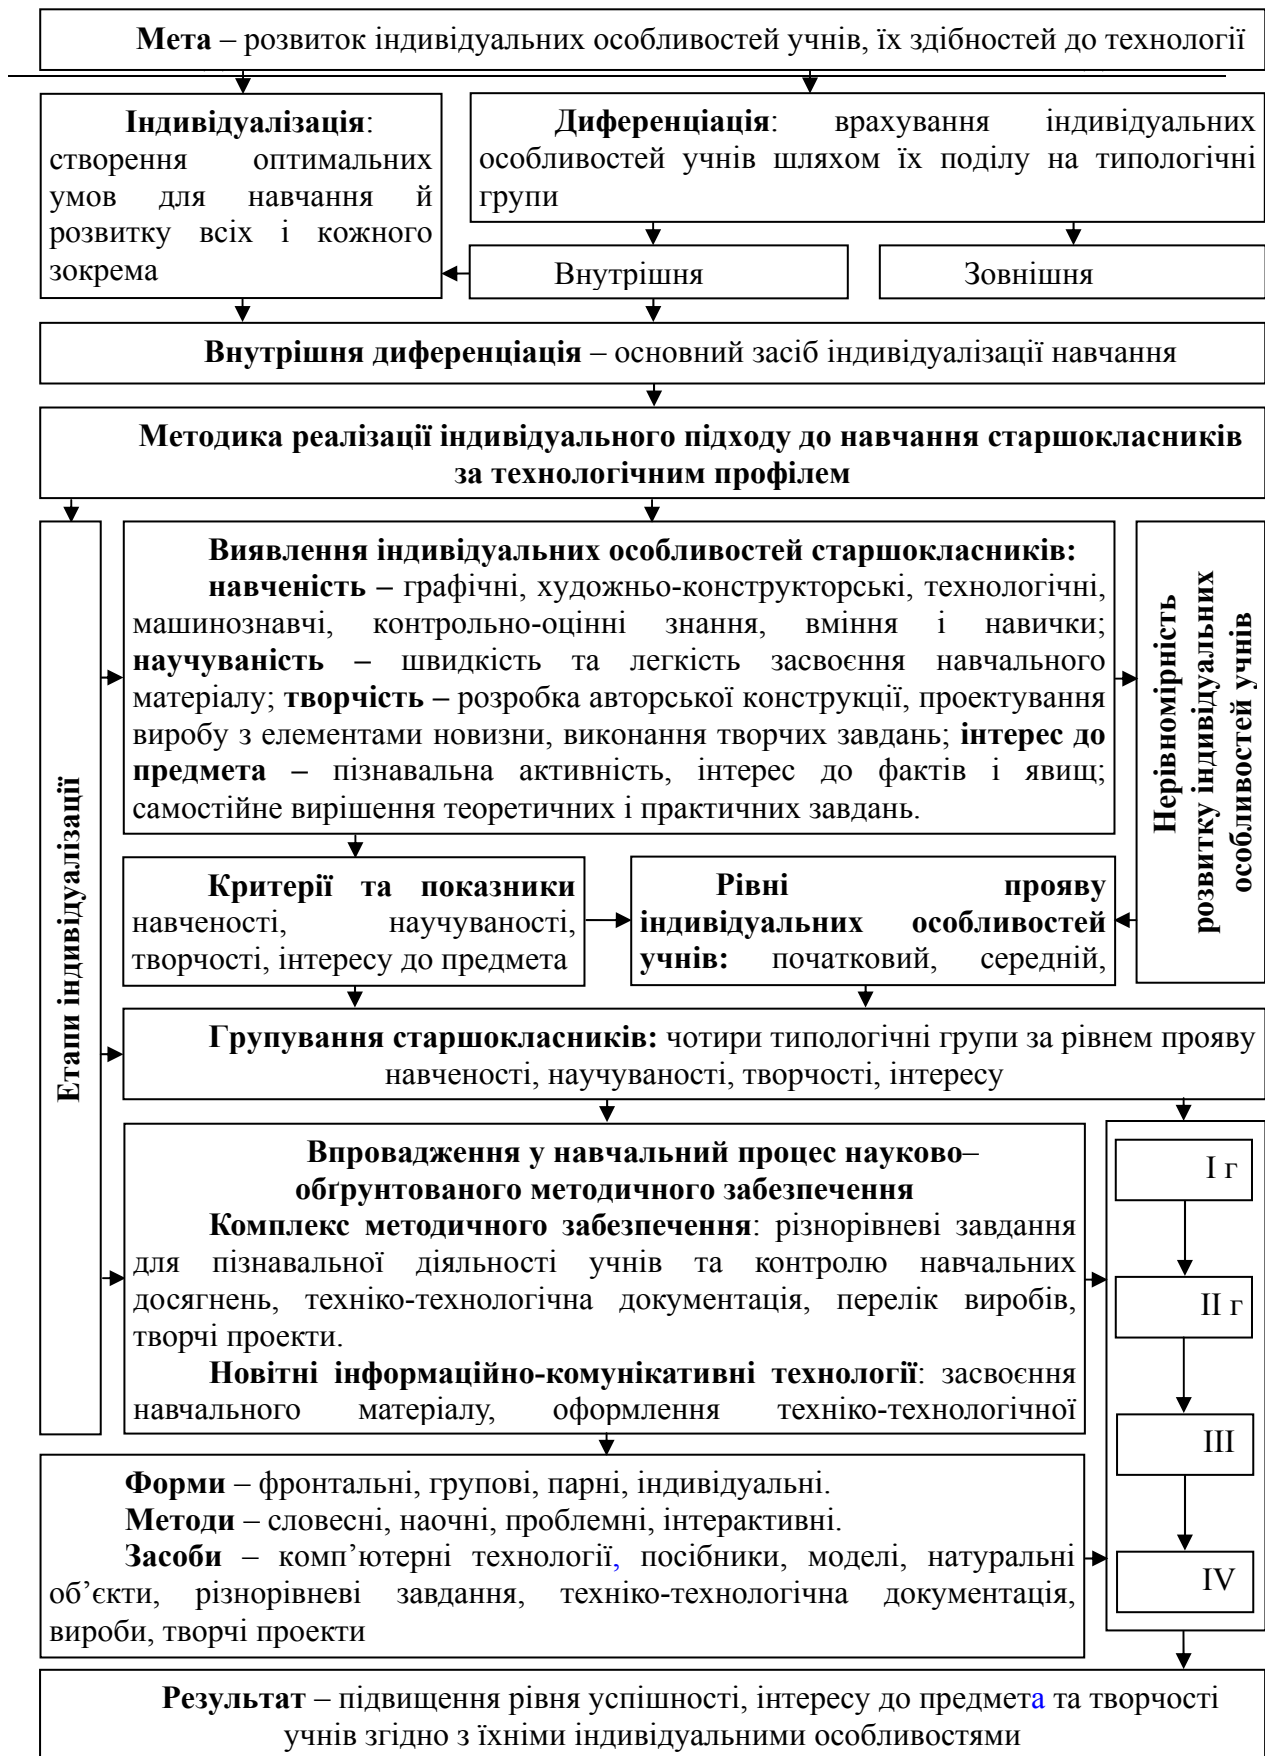 Мета – розвиток індивідуальних особливостей учнів, їх здібностей до технології
Індивідуалізація:
створення оптимальних
умов для навчання й
розвитку всіх і кожного
зокрема
Диференціація: врахування індивідуальних
особливостей учнів шляхом їх поділу на типологічні
групи
Внутрішня
Зовнішня
Внутрішня диференціація – основний засіб індивідуалізації навчання
Методика реалізації індивідуального підходу до навчання старшокласників
за технологічним профілем
Етапи індивідуалізації
Виявлення індивідуальних особливостей старшокласників:
навченість – графічні, художньо-конструкторські, технологічні,
машинознавчі, контрольно-оцінні знання, вміння і навички;
научуваність – швидкість та легкість засвоєння навчального
матеріалу; творчість – розробка авторської конструкції, проектування
виробу з елементами новизни, виконання творчих завдань; інтерес до
предмета – пізнавальна активність, інтерес до фактів і явищ;
самостійне вирішення теоретичних і практичних завдань.
Нерівномірність
розвитку індивідуальних
особливостей учнів
Критерії та показники
навченості, научуваності,
творчості, інтересу до предмета
Рівні прояву
індивідуальних особливостей
учнів: початковий, середній,
Групування старшокласників: чотири типологічні групи за рівнем прояву
навченості, научуваності, творчості, інтересу
Впровадження у навчальний процес науково–
обґрунтованого методичного забезпечення
Комплекс методичного забезпечення: різнорівневі завдання
для пізнавальної діяльності учнів та контролю навчальних
досягнень, техніко-технологічна документація, перелік виробів,
творчі проекти.
Новітні інформаційно-комунікативні технології: засвоєння
навчального матеріалу, оформлення техніко-технологічної
І г
ІІ г
ІІІ
IV
Форми – фронтальні, групові, парні, індивідуальні.
Методи – словесні, наочні, проблемні, інтерактивні.
Засоби – комп’ютерні технології, посібники, моделі, натуральні
об’єкти, різнорівневі завдання, техніко-технологічна документація,
вироби, творчі проекти
Результат – підвищення рівня успішності, інтересу до предмета та творчості
учнів згідно з їхніми індивідуальними особливостями